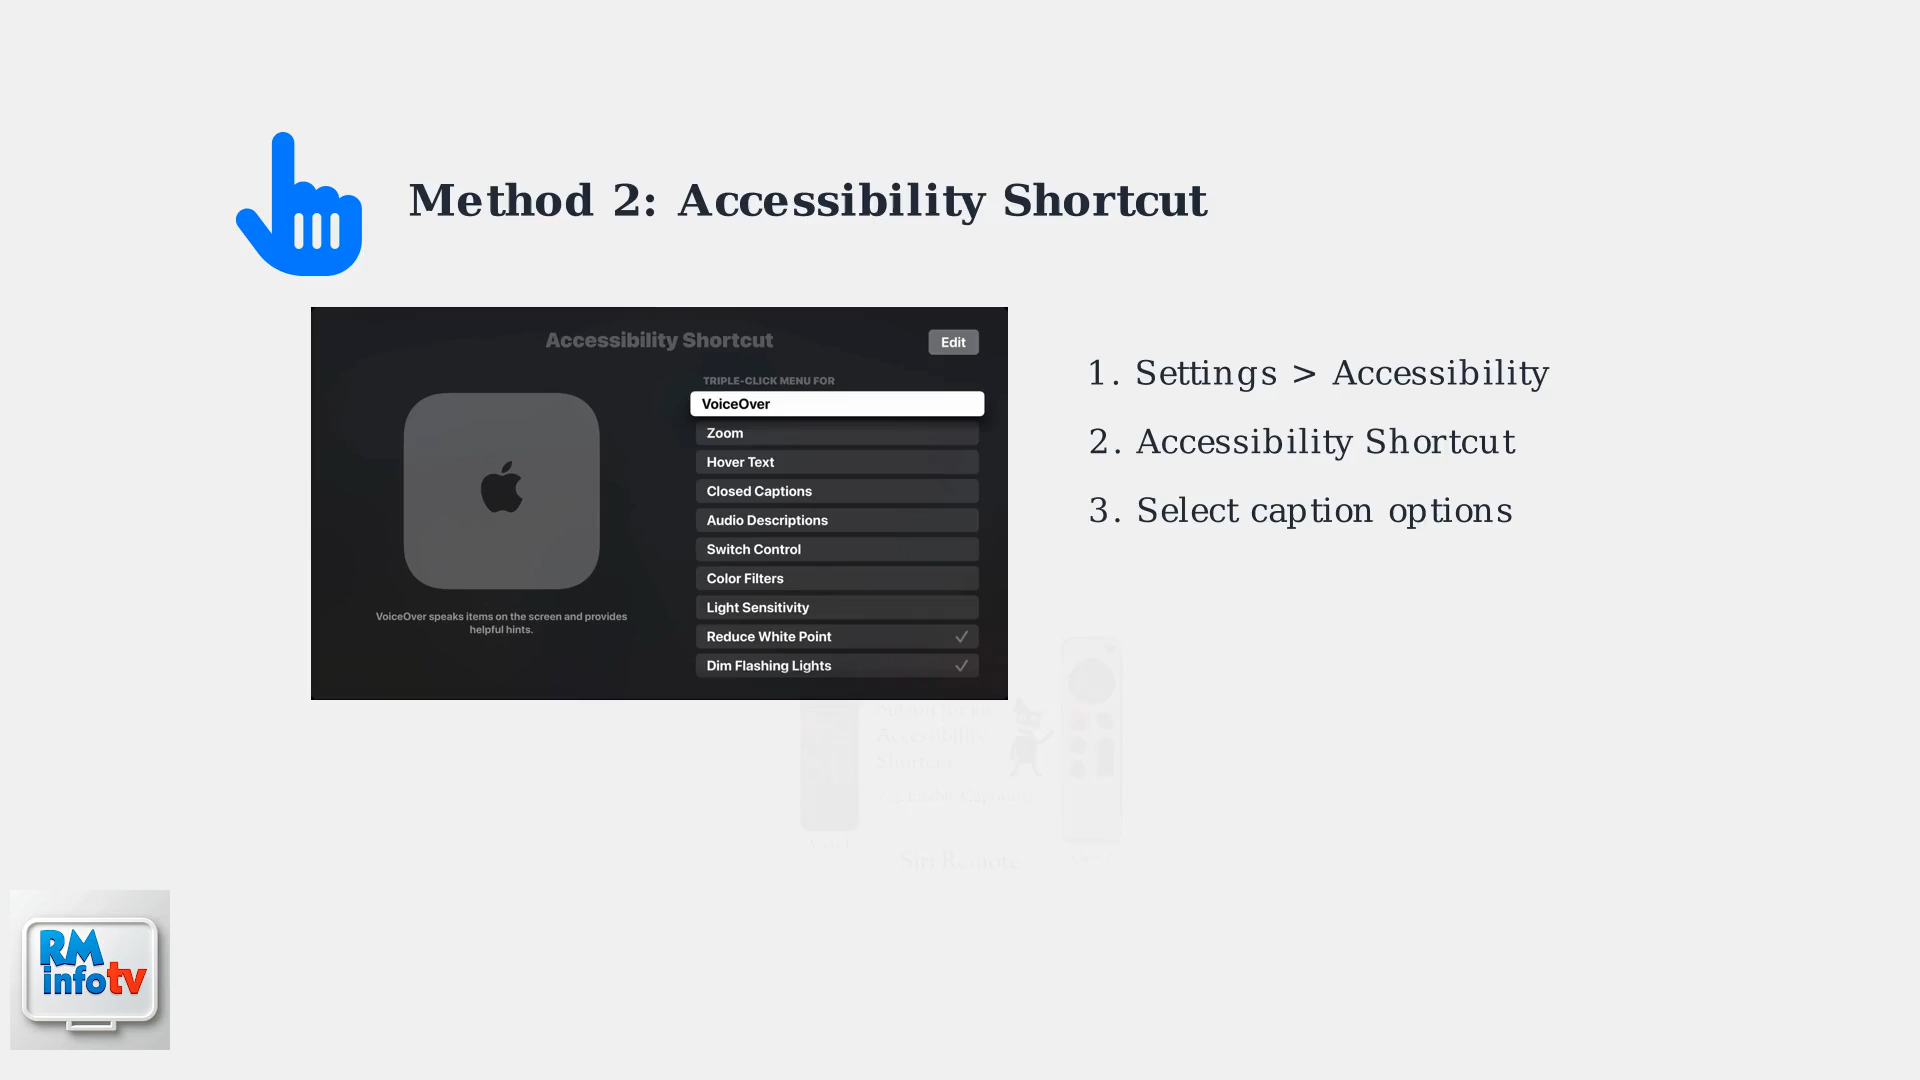 Method 2: Accessibility Shortcut
Accessibility Shortcut
Edit
TRIPLE-CLICK MENU FOR
VoiceOver
Zoom
Hover Text
Closed Captions
Audio Descriptions
Switch Control
Color Filters
Light Sensitivity
Reduce White Point
Dim Flashing Lights
VoiceOver speaks items on the screen and provides
helpful hints.
1. Settings > Accessibility
2. Accessibility Shortcut
3. Select caption options
Accessibility
Shortcut
Siri Remote
RM
infotv